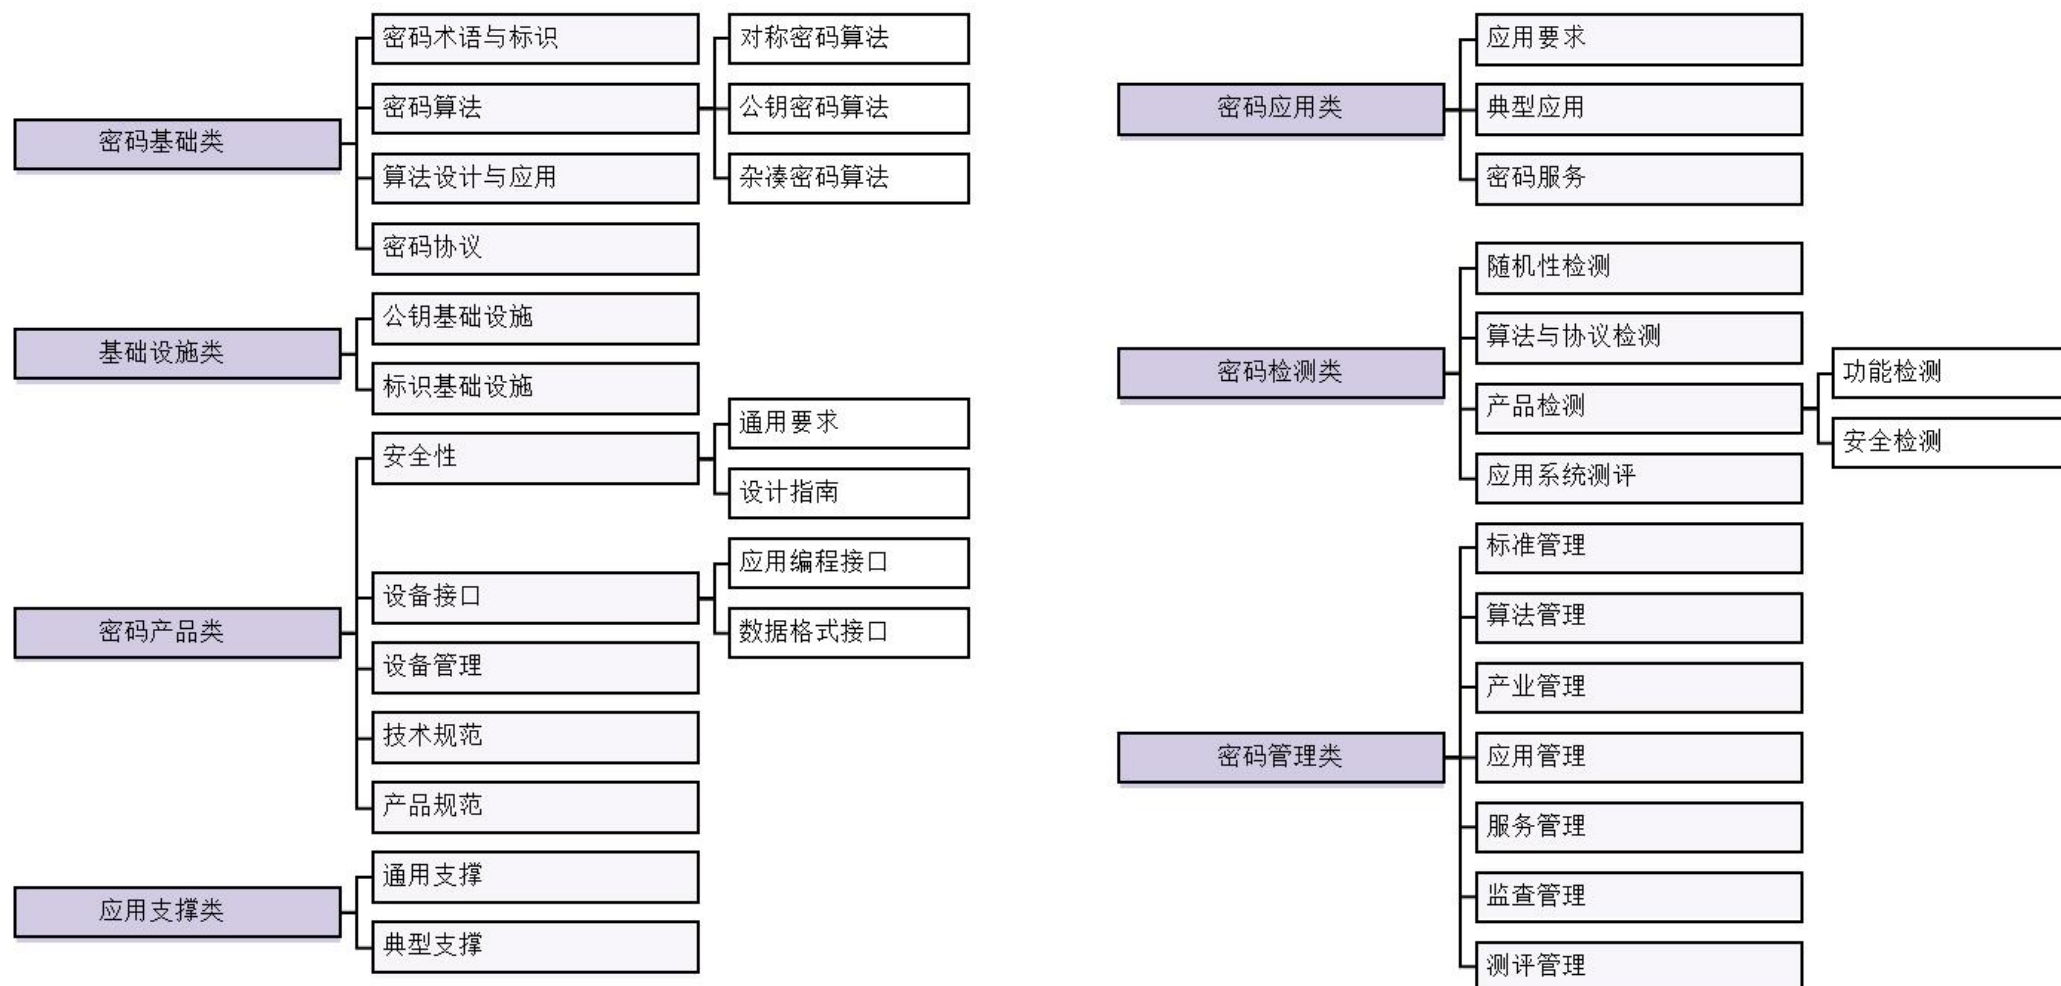 密码基础类
密码术语与标识
密码算法
对称密码算法
公钥密码算法
杂凑密码算法
算法设计与应用
密码协议
基础设施类
公钥基础设施
标识基础设施
密码产品类
安全性
通用要求
设计指南
设备接口
应用编程接口
数据格式接口
设备管理
技术规范
产品规范
应用支撑类
通用支撑
典型支撑
密码应用类
应用要求
典型应用
密码服务
密码检测类
随机性检测
算法与协议检测
产品检测
功能检测
安全检测
应用系统测评
密码管理类
标准管理
算法管理
产业管理
应用管理
服务管理
监查管理
测评管理